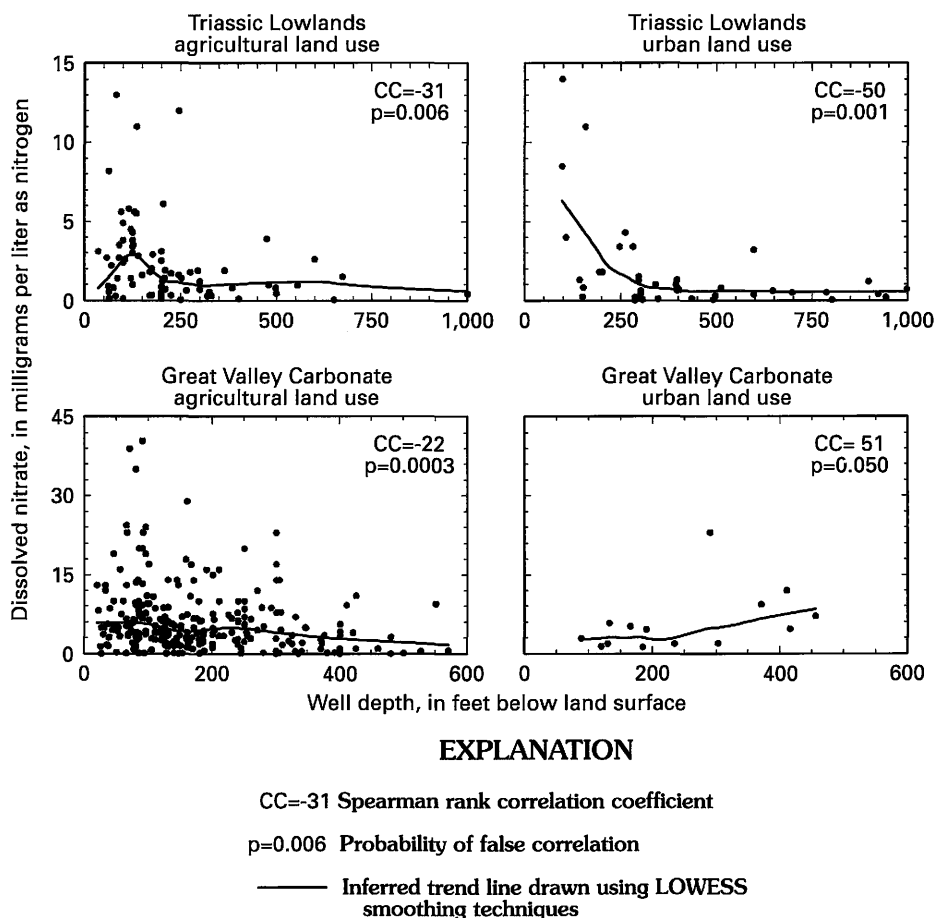 Triassic Lowlands
agricultural land use
Triassic Lowlands
urban land use
Dissolved nitrate, in milligrams per liter as nitrogen
15
10
5
0
CC=-31
p=0.006
0 250 500 750 1,000
CC=-50
p=0.001
0 250 500 750 1,000
Great Valley Carbonate
agricultural land use
Great Valley Carbonate
urban land use
45
30
15
0
CC=-22
p=0.0003
0 200 400 600
CC= 51
p=0.050
0 200 400 600
Well depth, in feet below land surface
EXPLANATION
CC=-31 Spearman rank correlation coefficient
p=0.006 Probability of false correlation
Inferred trend line drawn using LOWESS
smoothing techniques